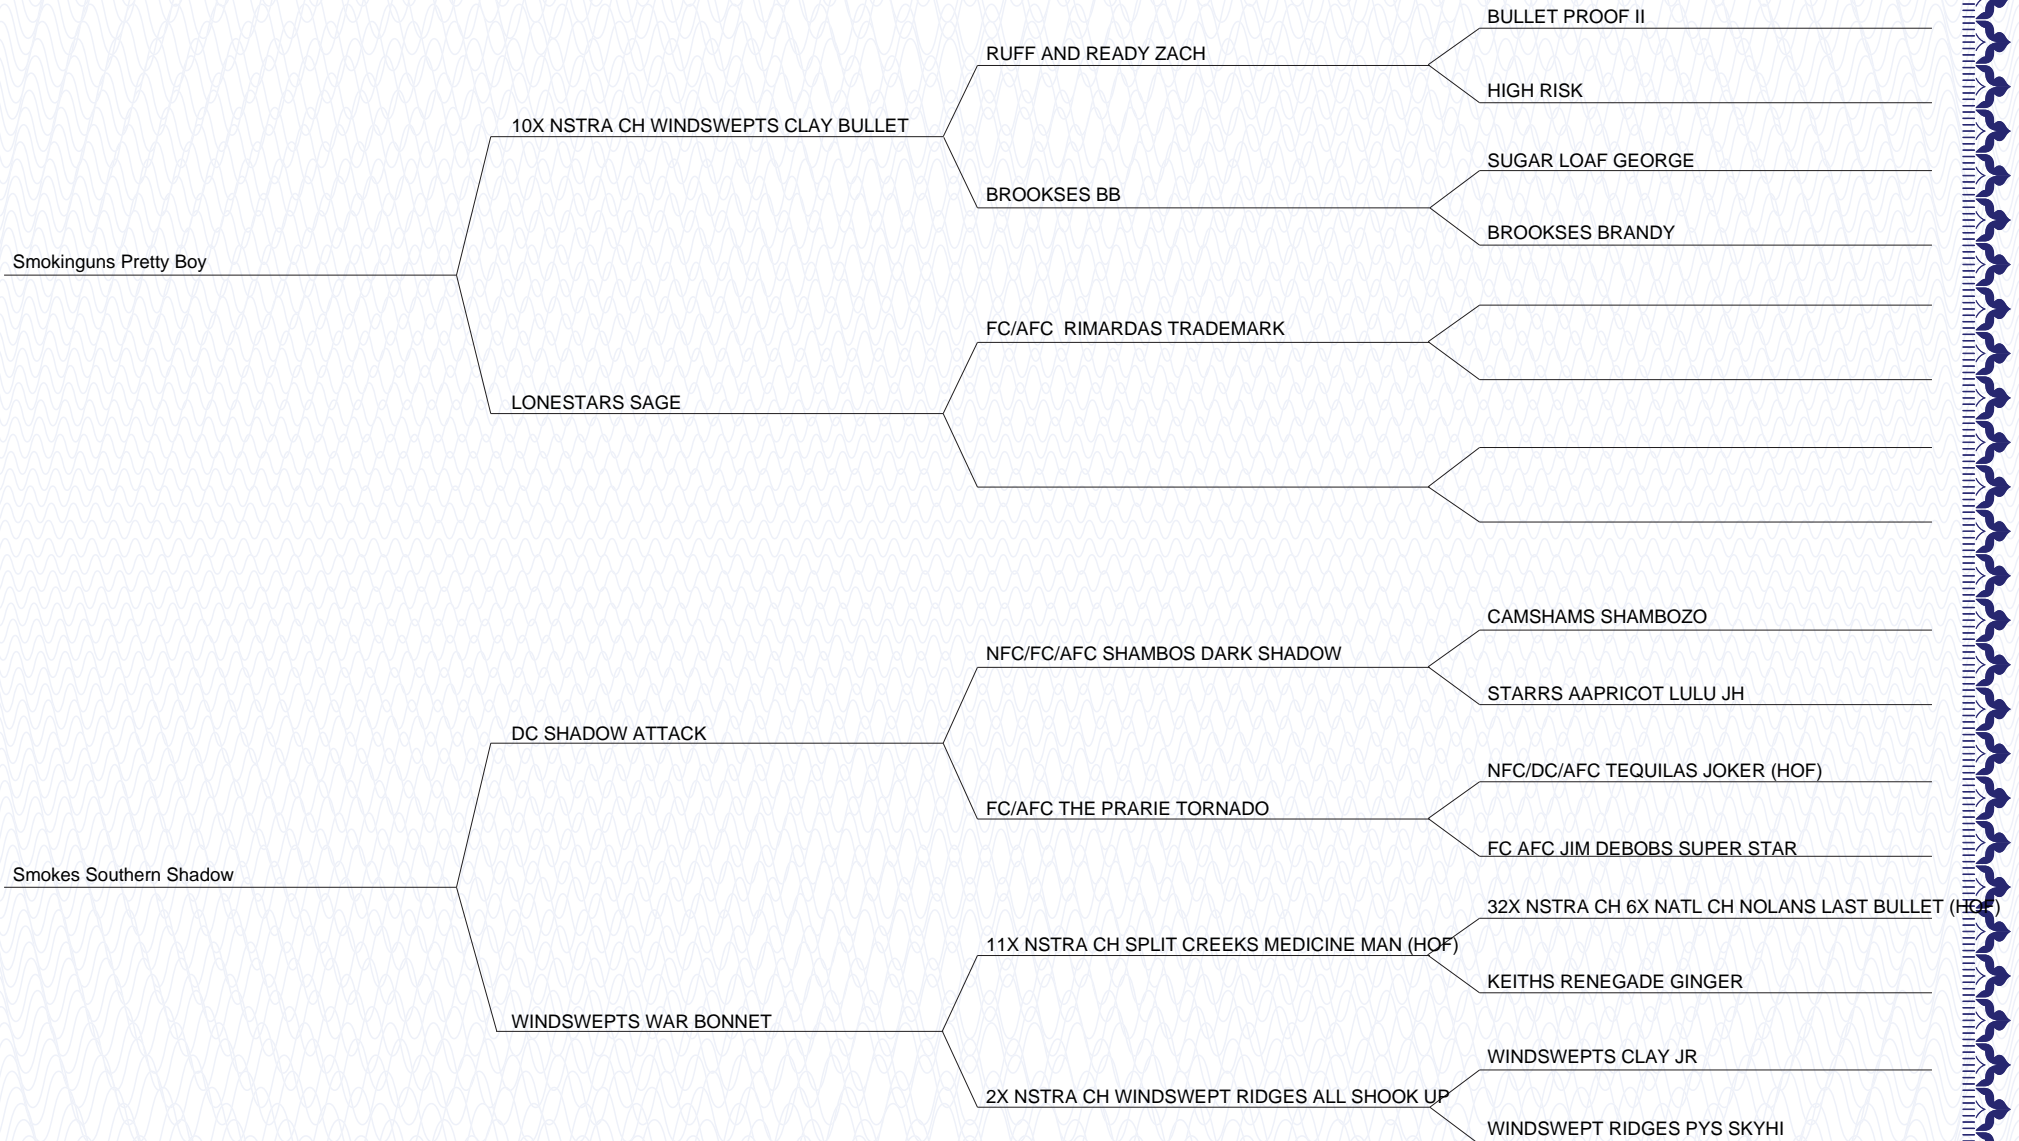 BULLET PROOF II
RUFF AND READY ZACH
HIGH RISK
10X NSTRA CH WINDSWEPTS CLAY BULLET
SUGAR LOAF GEORGE
BROOKSES BB
BROOKSES BRANDY
Smokinguns Pretty Boy
FC/AFC  RIMARDAS TRADEMARK
LONESTARS SAGE
CAMSHAMS SHAMBOZO
NFC/FC/AFC SHAMBOS DARK SHADOW
STARRS AAPRICOT LULU JH
DC SHADOW ATTACK
NFC/DC/AFC TEQUILAS JOKER (HOF)
FC/AFC THE PRARIE TORNADO
FC AFC JIM DEBOBS SUPER STAR
Smokes Southern Shadow
32X NSTRA CH 6X NATL CH NOLANS LAST BULLET (HOF)
11X NSTRA CH SPLIT CREEKS MEDICINE MAN (HOF)
KEITHS RENEGADE GINGER
WINDSWEPTS WAR BONNET
WINDSWEPTS CLAY JR
2X NSTRA CH WINDSWEPT RIDGES ALL SHOOK UP
WINDSWEPT RIDGES PYS SKYHI